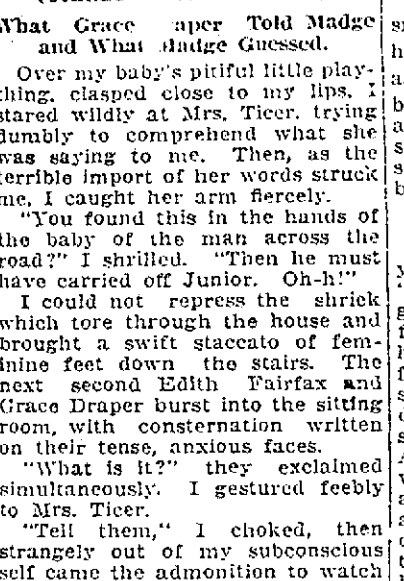 What Grace aper Told Madge
and What Madge Guessed.
Over my baby's pitiful little play-
thing, clasped close to my lips, I
stared wildly at Mrs. Ticer, trying
dumbly to comprehend what she
was saying to me. Then, as the
terrible import of her words struck
me, I caught her arm fiercely.
"You found this in the hands of
the baby of the man across the
road?" I shrilled. "Then he must
have carried off Junior. Oh-h!"
I could not repress the shriek
which tore through the house and
brought a swift staccato of fem-
inine feet down the stairs. The
next second Edith Fairfax and
Grace Draper burst into the sitting
room, with consternation written
on their tense, anxious faces.
"What is it?" they exclaimed
simultaneously. I gestured feebly
to Mrs. Ticer.
"Tell them," I choked, then
strangely out of my subconscious
self came the admonition to watch